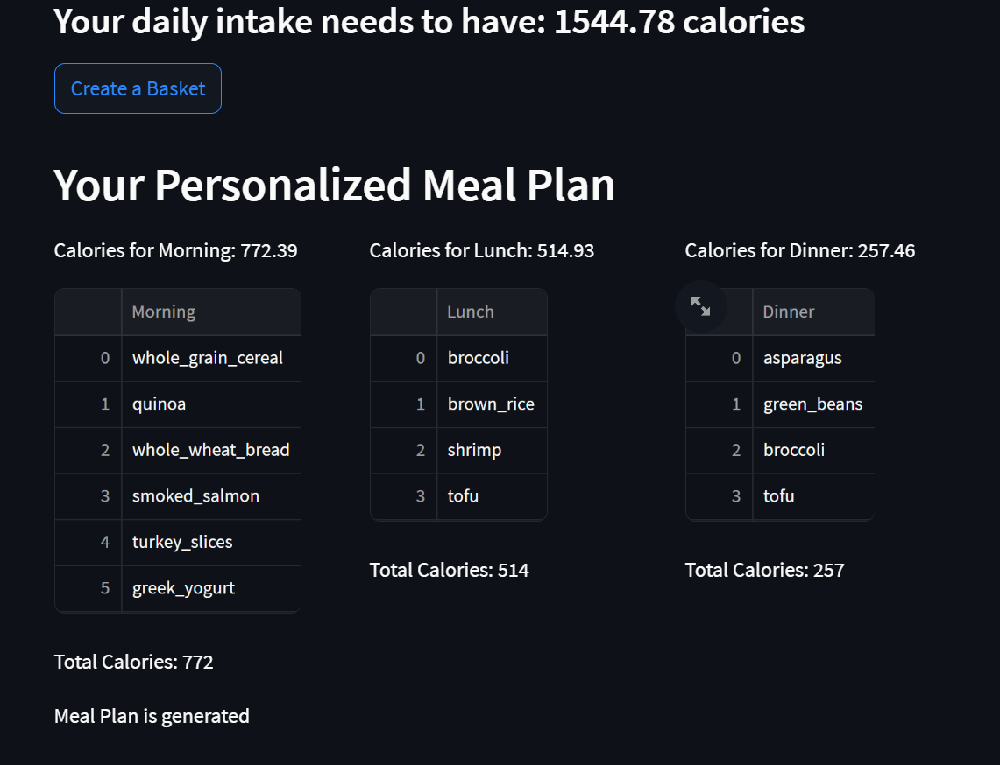 Your daily intake needs to have: 1544.78 calories
Create a Basket
Your Personalized Meal Plan
Calories for Morning: 772.39
Morning
0 whole_grain_cereal
1 quinoa
2 whole_wheat_bread
3 smoked_salmon
4 turkey_slices
5 greek_yogurt
Total Calories: 772
Calories for Lunch: 514.93
Lunch
0 broccoli
1 brown_rice
2 shrimp
3 tofu
Total Calories: 514
Calories for Dinner: 257.46
Dinner
0 asparagus
1 green_beans
2 broccoli
3 tofu
Total Calories: 257
Meal Plan is generated